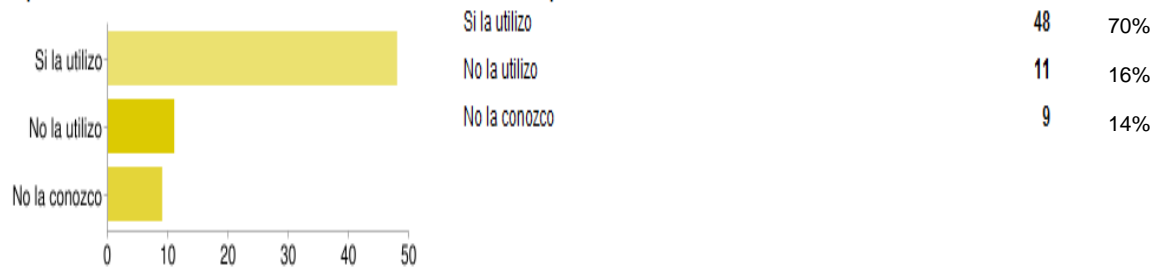 Si la utilizo
No la utilizo
No la conozco
0 10 20 30 40 50
Si la utilizo 48 70%
No la utilizo 11 16%
No la conozco 9 14%